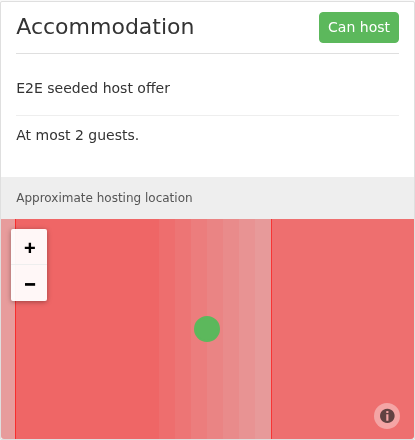 Accommodation
Can host
E2E seeded host offer
At most 2 guests.
Approximate hosting location
+
−
i